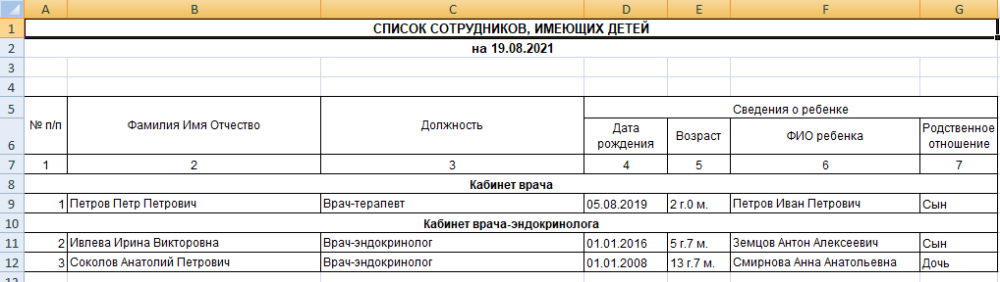 A B C D E F G
1 СПИСОК СОТРУДНИКОВ, ИМЕЮЩИХ ДЕТЕЙ
2 на 19.08.2021
3
4
5 Сведения о ребенке
№ п/п Фамилия Имя Отчество Должность
6 Дата рождения Возраст ФИО ребенка Родственное отношение
7 1 2 3 4 5 6 7
8 Кабинет врача
9 1 Петров Петр Петрович Врач-терапевт 05.08.2019 2 г.0 м. Петров Иван Петрович Сын
10 Кабинет врача-эндокринолога
11 2 Ивлева Ирина Викторовна Врач-эндокринолог 01.01.2016 5 г.7 м. Земцов Антон Алексеевич Сын
12 3 Соколов Анатолий Петрович Врач-эндокринолог 01.01.2008 13 г.7 м. Смирнова Анна Анатольевна Дочь
13